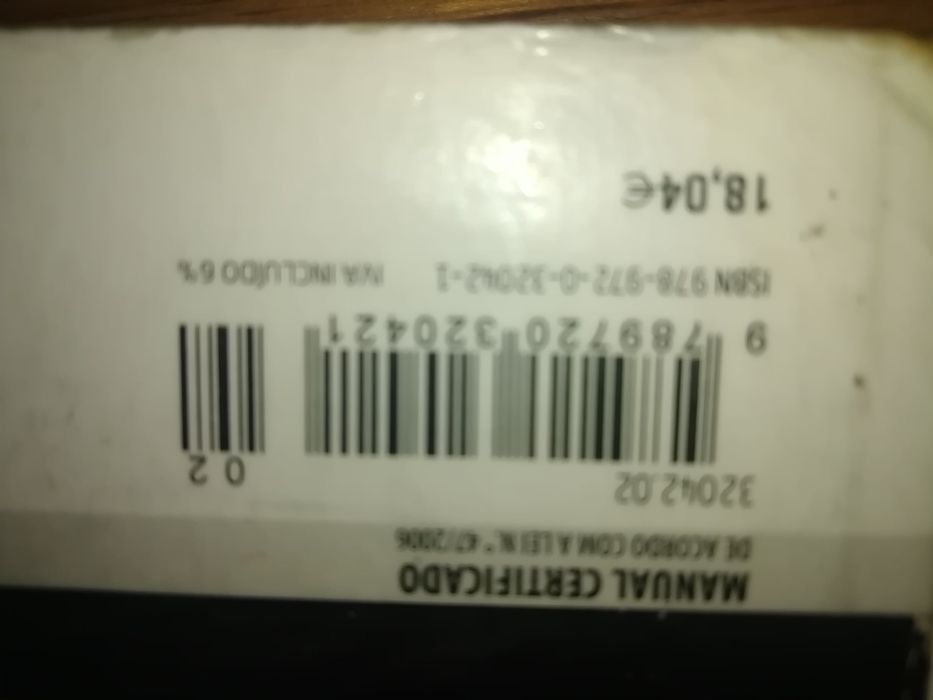 MANUAL CERTIFICADO
DE ACORDO COM A LEI N.º 47/2006
32042.02
0 2
9 789720 320421
ISBN 978-972-0-32042-1 IVA INCLUÍDO 6%
18,04€